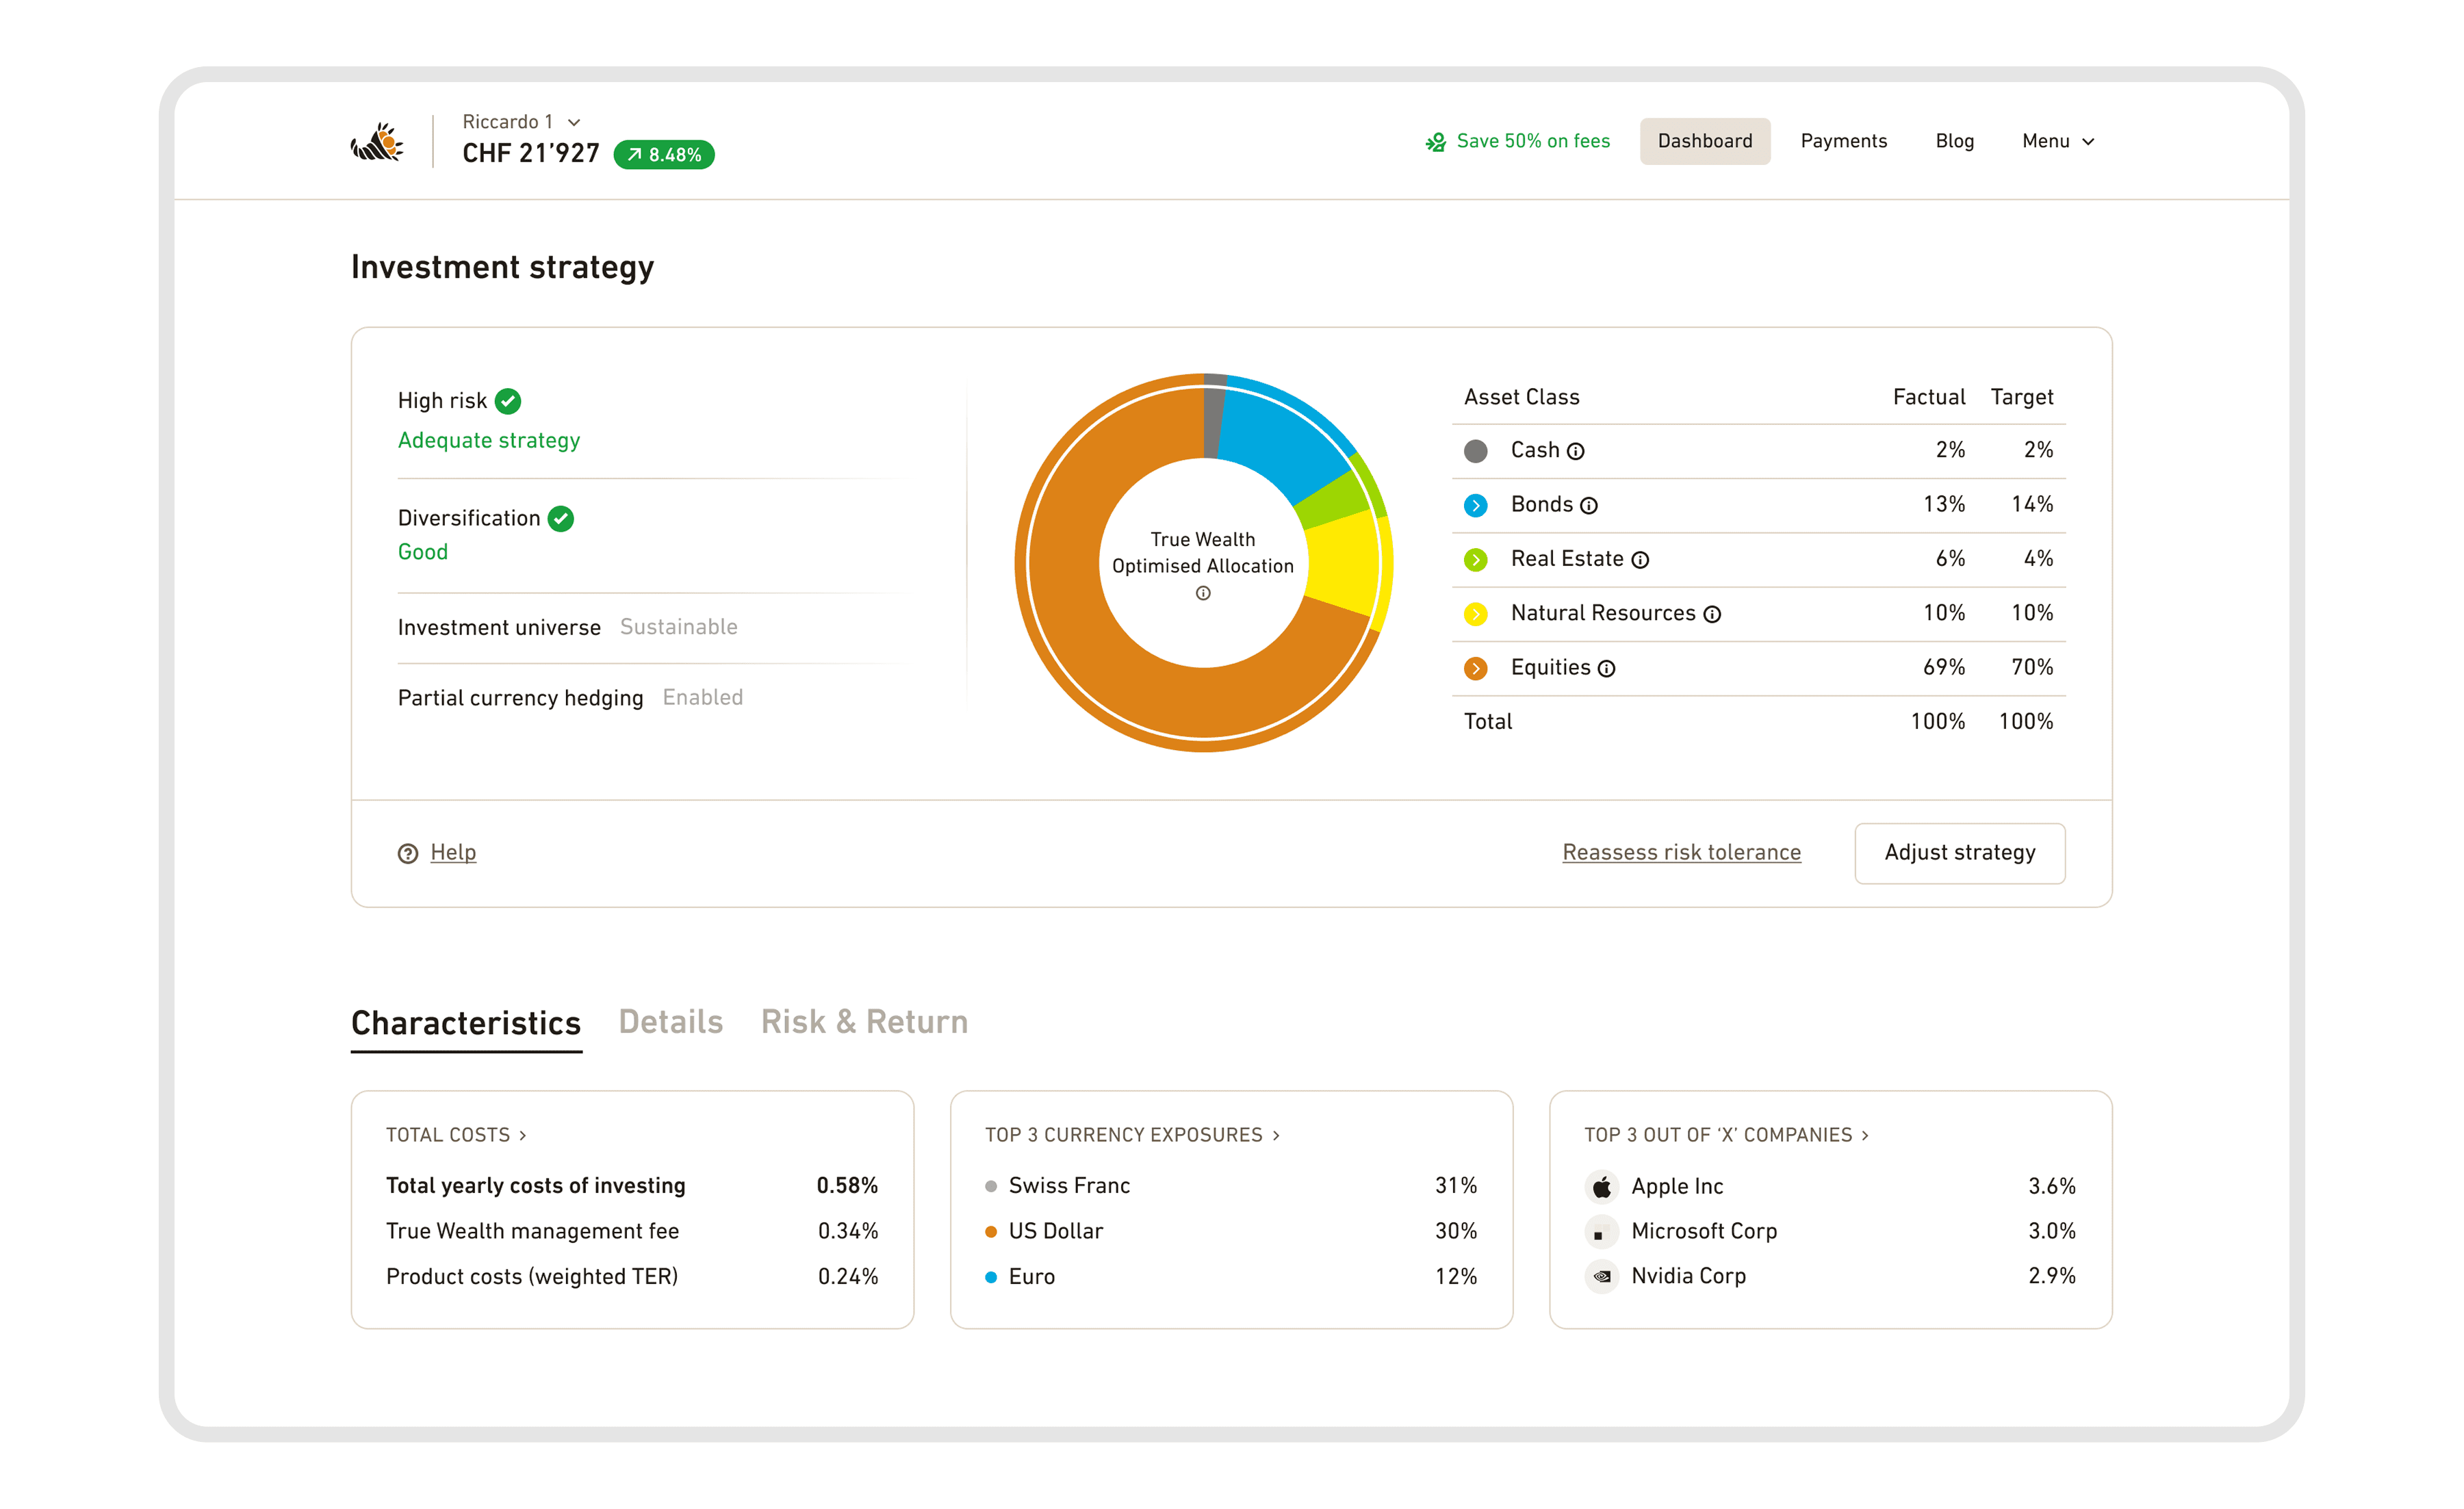 Riccardo 1
CHF 21’927 8.48%
Save 50% on fees Dashboard Payments Blog Menu
Investment strategy
High risk
Adequate strategy
Diversification
Good
Investment universe Sustainable
Partial currency hedging Enabled
True Wealth
Optimised Allocation
Asset Class Factual Target
Cash 2% 2%
Bonds 13% 14%
Real Estate 6% 4%
Natural Resources 10% 10%
Equities 69% 70%
Total 100% 100%
Help
Reassess risk tolerance Adjust strategy
Characteristics Details Risk & Return
TOTAL COSTS
Total yearly costs of investing 0.58%
True Wealth management fee 0.34%
Product costs (weighted TER) 0.24%
TOP 3 CURRENCY EXPOSURES
Swiss Franc 31%
US Dollar 30%
Euro 12%
TOP 3 OUT OF ‘X’ COMPANIES
Apple Inc 3.6%
Microsoft Corp 3.0%
Nvidia Corp 2.9%